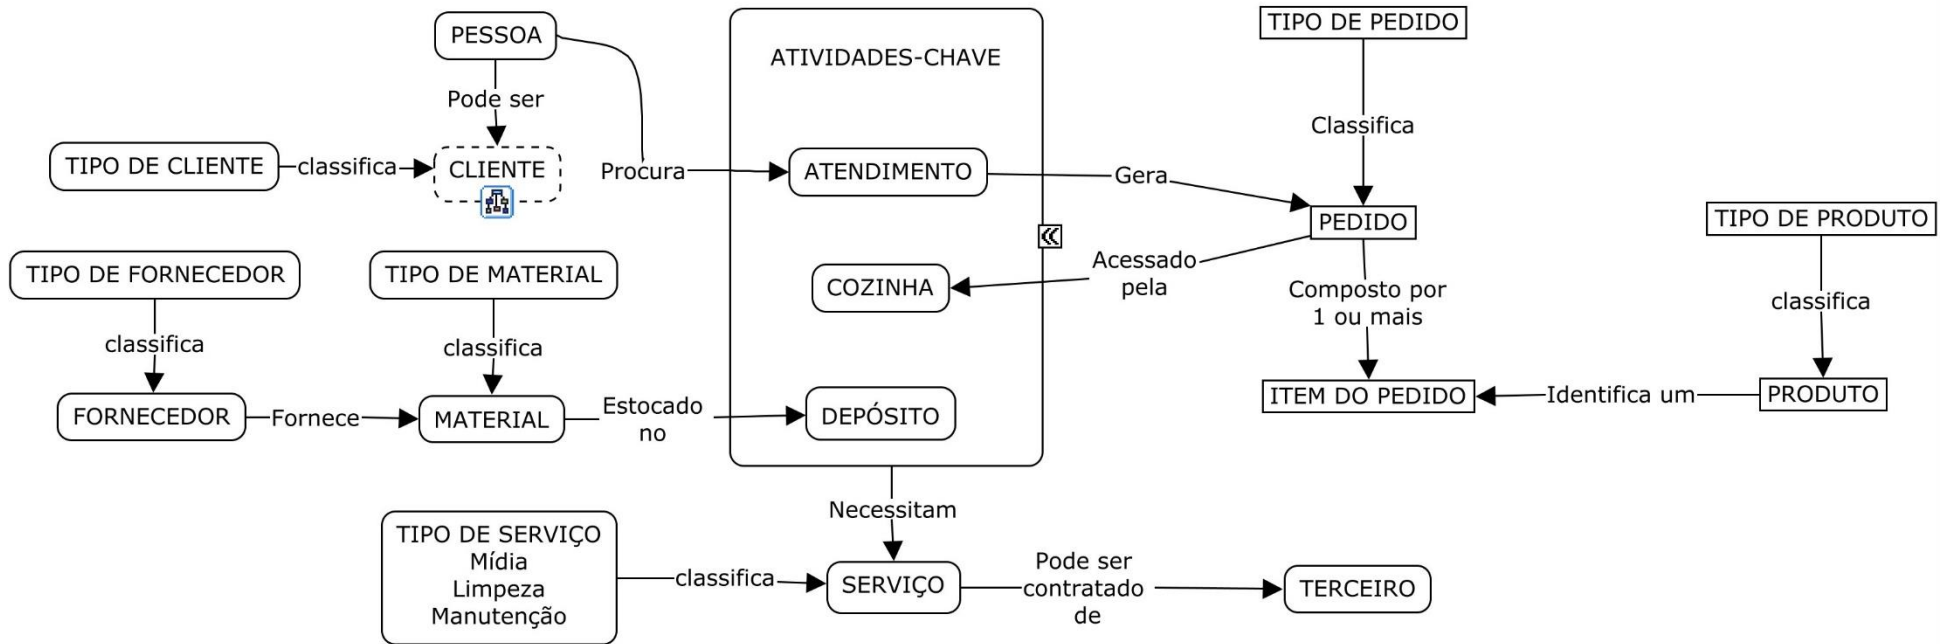 PESSOA
Pode ser
TIPO DE CLIENTE
classifica
CLIENTE
Procura
ATIVIDADES-CHAVE
ATENDIMENTO
COZINHA
DEPÓSITO
Gera
TIPO DE PEDIDO
Classifica
PEDIDO
Acessado
pela
Composto por
1 ou mais
TIPO DE PRODUTO
classifica
ITEM DO PEDIDO
Identifica um
PRODUTO
TIPO DE FORNECEDOR
classifica
FORNECEDOR
Fornece
TIPO DE MATERIAL
classifica
MATERIAL
Estocado
no
Necessitam
TIPO DE SERVIÇO
Mídia
Limpeza
Manutenção
classifica
SERVIÇO
Pode ser
contratado
de
TERCEIRO